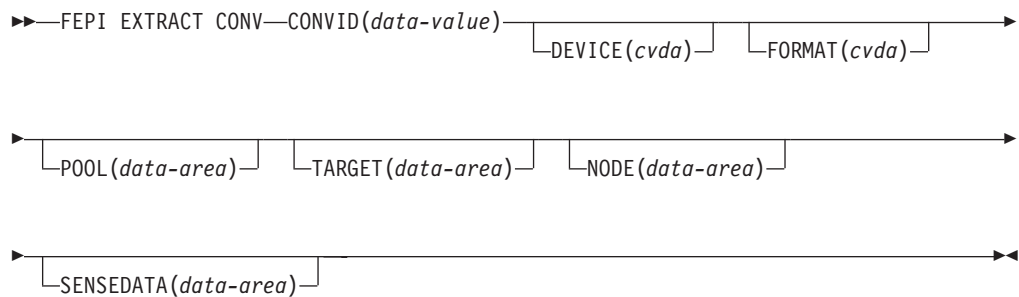 FEPI EXTRACT CONV CONVID(data-value)
DEVICE(cvda) FORMAT(cvda)
POOL(data-area) TARGET(data-area) NODE(data-area)
SENSEDATA(data-area)